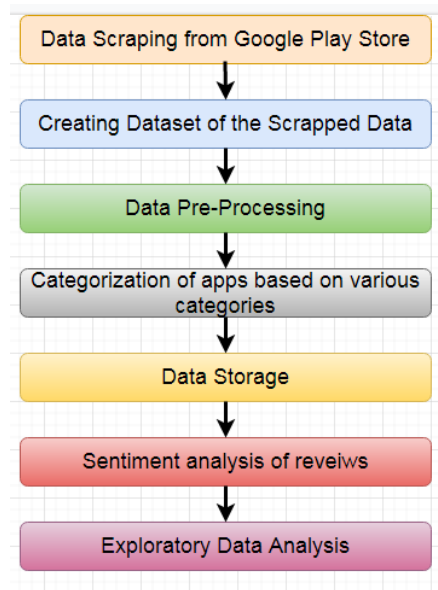 Data Scraping from Google Play Store
Creating Dataset of the Scrapped Data
Data Pre-Processing
Categorization of apps based on various
categories
Data Storage
Sentiment analysis of reveiws
Exploratory Data Analysis